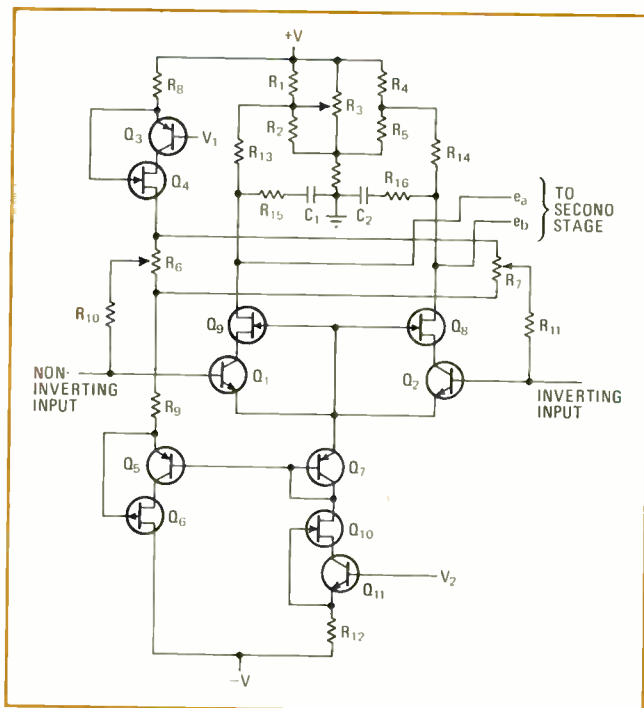 +V
R8
R1
R4
R3
Q3
V1
R2
R5
Q4
R13
R14
R15
C1
C2
R16
ea
eb
TO
SECOND
STAGE
R6
R7
R10
Q9
Q8
R11
NON-
INVERTING
INPUT
Q1
Q2
INVERTING
INPUT
R9
Q5
Q7
Q6
Q10
V2
Q11
R12
-V